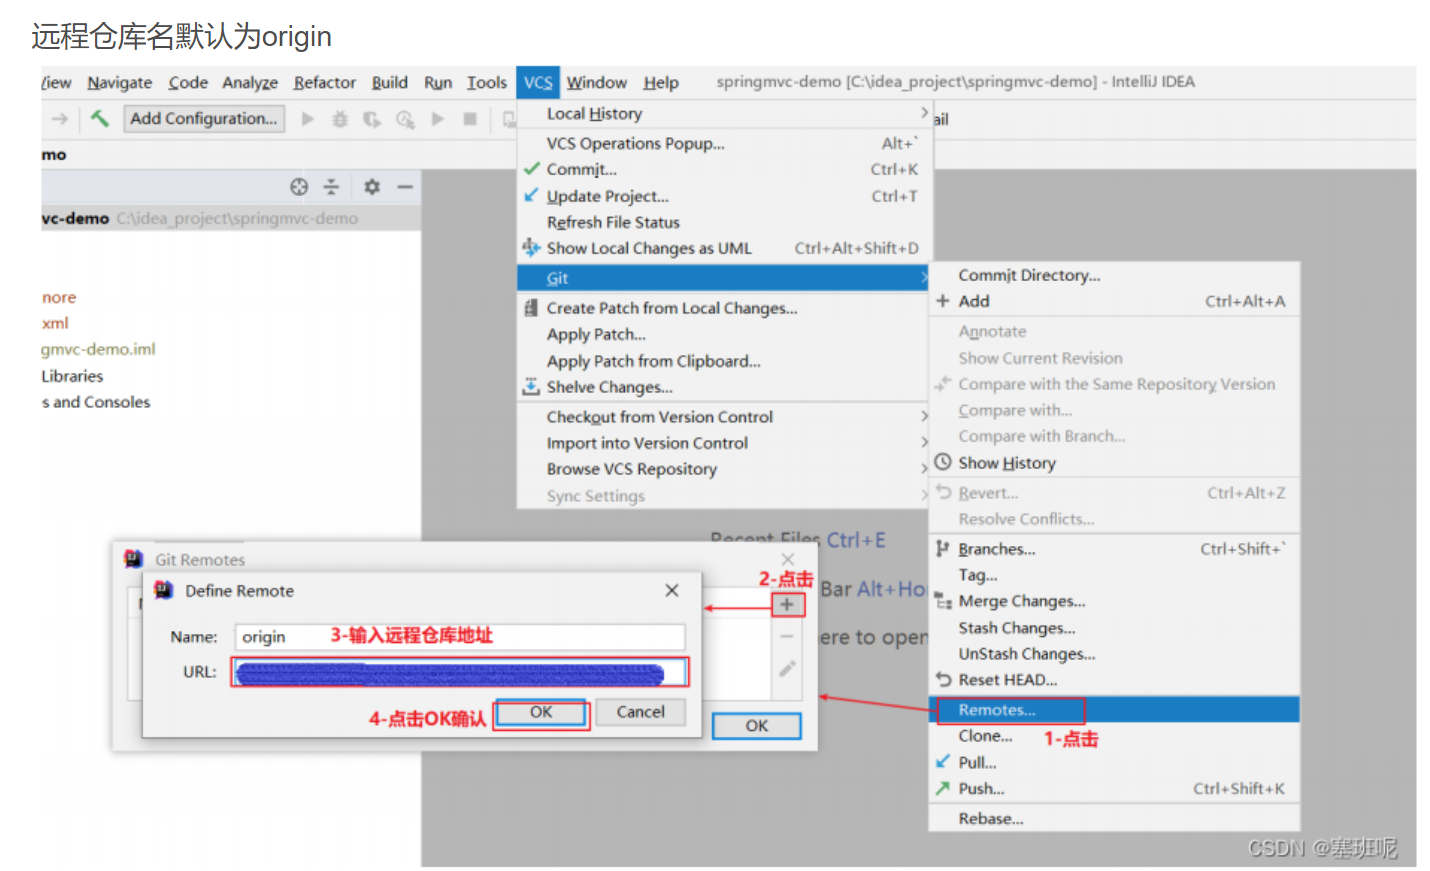 远程仓库名默认为origin
View Navigate Code Analyze Refactor Build Run Tools VCS Window Help springmvc-demo [C:\idea_project\springmvc-demo] - IntelliJ IDEA
Add Configuration...
ail
mo
vc-demo C:\idea_project\springmvc-demo
nore
xml
gmvc-demo.iml
Libraries
s and Consoles
Local History
VCS Operations Popup... Alt+`
Commit... Ctrl+K
Update Project... Ctrl+T
Refresh File Status
Show Local Changes as UML Ctrl+Alt+Shift+D
Git
Create Patch from Local Changes...
Apply Patch...
Apply Patch from Clipboard...
Shelve Changes...
Checkout from Version Control
Import into Version Control
Browse VCS Repository
Sync Settings
Commit Directory...
Add Ctrl+Alt+A
Annotate
Show Current Revision
Compare with the Same Repository Version
Compare with...
Compare with Branch...
Show History
Revert... Ctrl+Alt+Z
Resolve Conflicts...
Branches... Ctrl+Shift+`
Tag...
Merge Changes...
Stash Changes...
UnStash Changes...
Reset HEAD...
Remotes...
1-点击
Clone...
Pull...
Push... Ctrl+Shift+K
Rebase...
Recent Files Ctrl+E
Bar Alt+Ho
ere to open
Git Remotes
2-点击
Define Remote
Name: origin 3-输入远程仓库地址
URL:
4-点击OK确认 OK Cancel
OK
CSDN @塞班呢